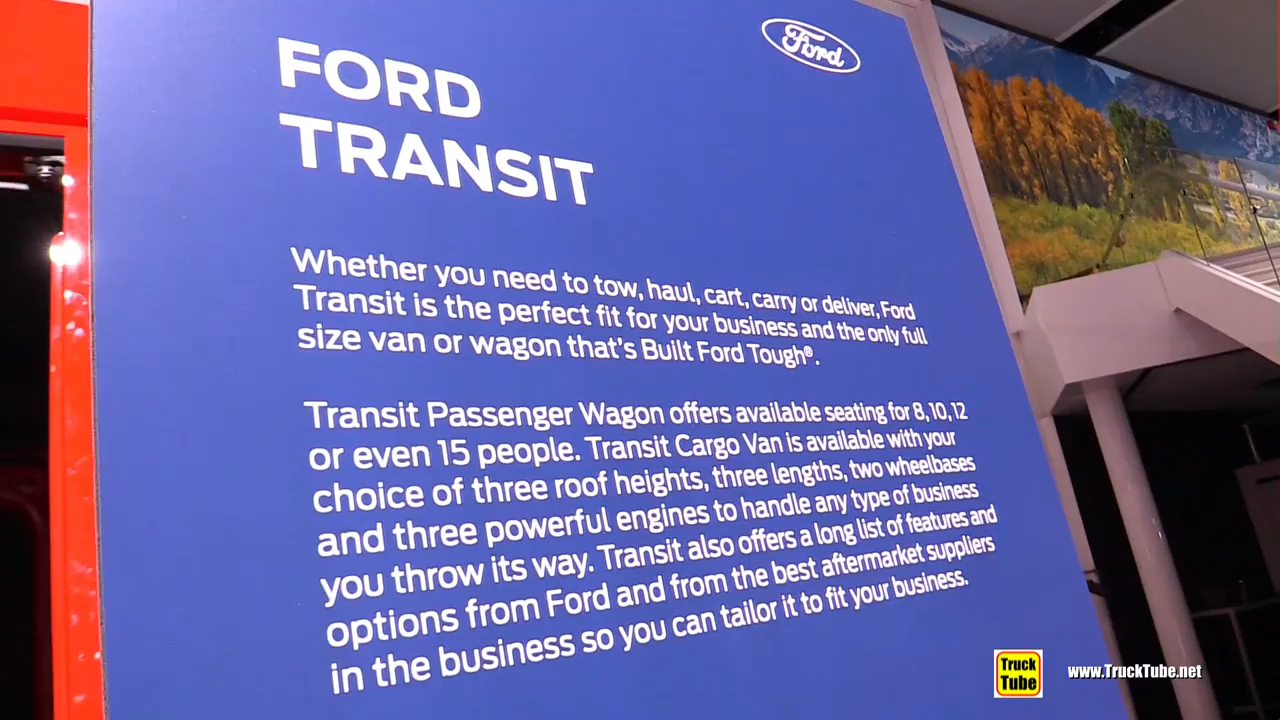 Ford
FORD
TRANSIT
Whether you need to tow, haul, cart, carry or deliver, Ford
Transit is the perfect fit for your business and the only full
size van or wagon that's Built Ford Tough®.
Transit Passenger Wagon offers available seating for 8, 10, 12
or even 15 people. Transit Cargo Van is available with your
choice of three roof heights, three lengths, two wheelbases
and three powerful engines to handle any type of business
you throw its way. Transit also offers a long list of features and
options from Ford and from the best aftermarket suppliers
in the business so you can tailor it to fit your business.
Truck
Tube
www.TruckTube.net